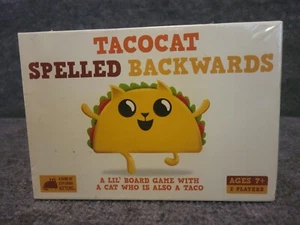 TACOCAT
SPELLED BACKWARDS
A LIL' BOARD GAME WITH
A CAT WHO IS ALSO A TACO
AGES 7+
2 PLAYERS